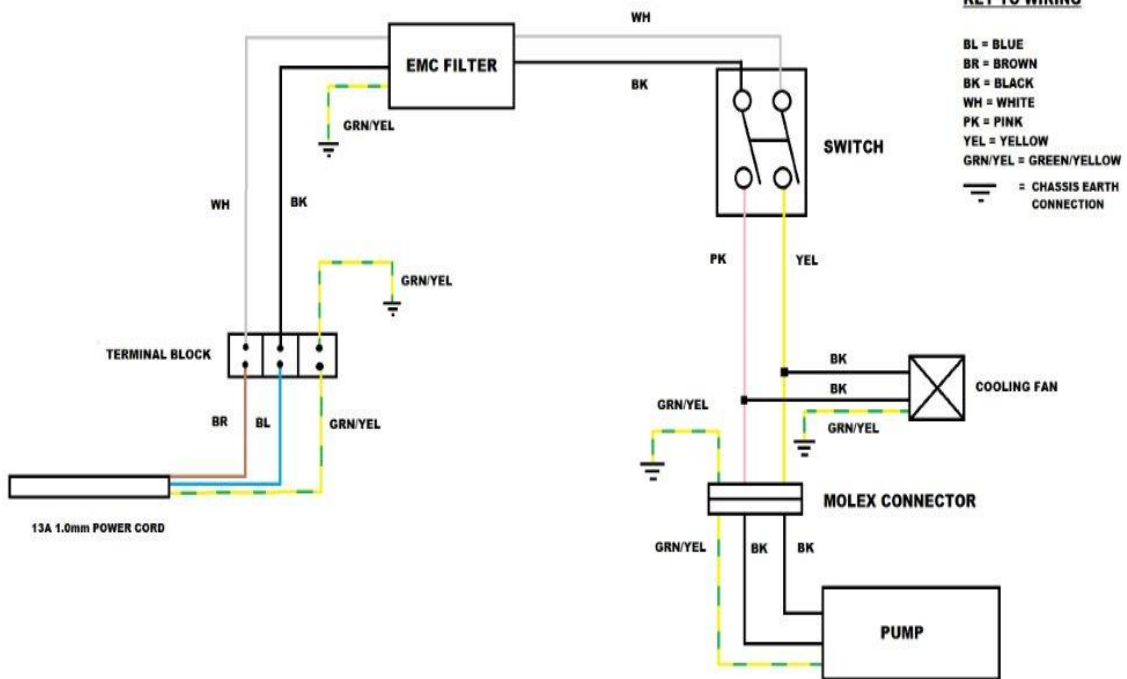 KEY TO WIRING
BL = BLUE
BR = BROWN
BK = BLACK
WH = WHITE
PK = PINK
YEL = YELLOW
GRN/YEL = GREEN/YELLOW
= CHASSIS EARTH
CONNECTION
WH
EMC FILTER
BK
GRN/YEL
SWITCH
WH
BK
PK
YEL
GRN/YEL
TERMINAL BLOCK
BK
BK
COOLING FAN
GRN/YEL
GRN/YEL
BR
BL
GRN/YEL
MOLEX CONNECTOR
13A 1.0mm POWER CORD
GRN/YEL
BK
BK
PUMP